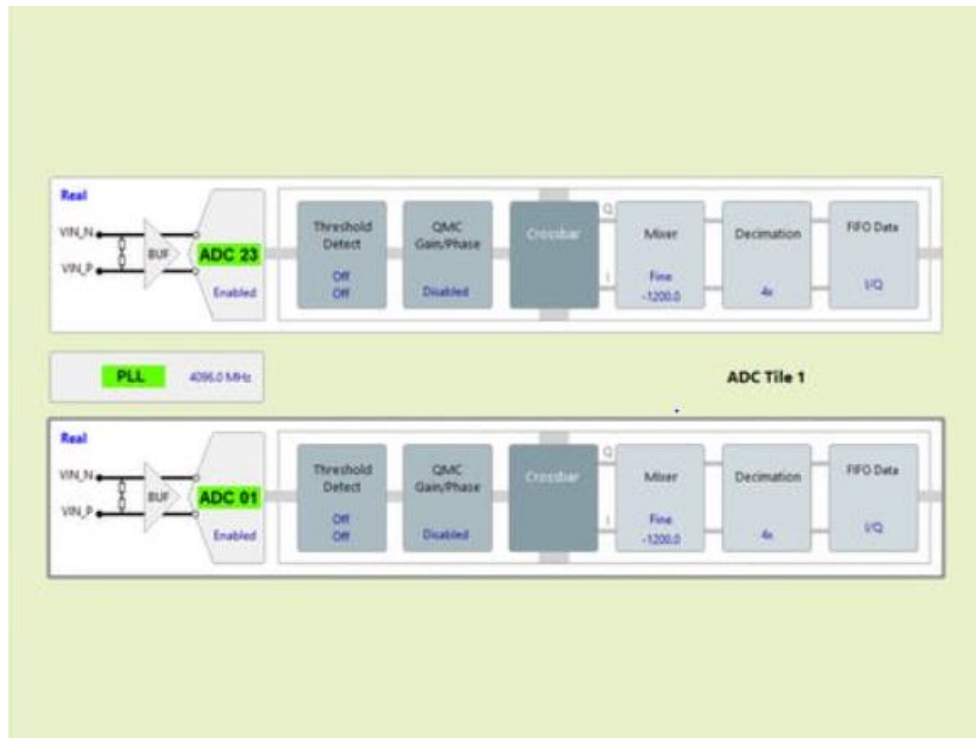 Real
VIN_N
VIN_P
BUF
ADC 23
Enabled
Threshold
Detect
Off
Off
QMC
Gain/Phase
Disabled
Crossbar
Q
I
Mixer
Fine
-1200.0
Decimation
4x
FIFO Data
I/Q
PLL 4096.0 MHz
ADC Tile 1
Real
VIN_N
VIN_P
BUF
ADC 01
Enabled
Threshold
Detect
Off
Off
QMC
Gain/Phase
Disabled
Crossbar
Q
I
Mixer
Fine
-1200.0
Decimation
4x
FIFO Data
I/Q